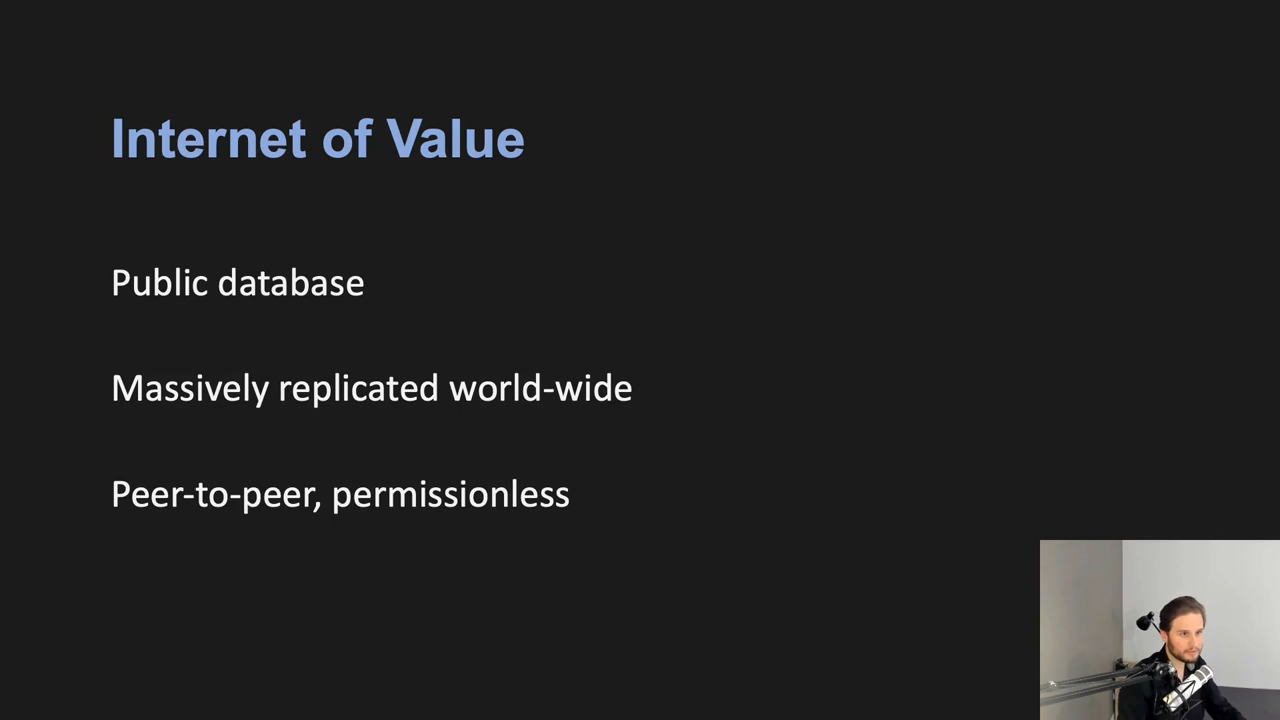 Internet of Value
Public database
Massively replicated world-wide
Peer-to-peer, permissionless